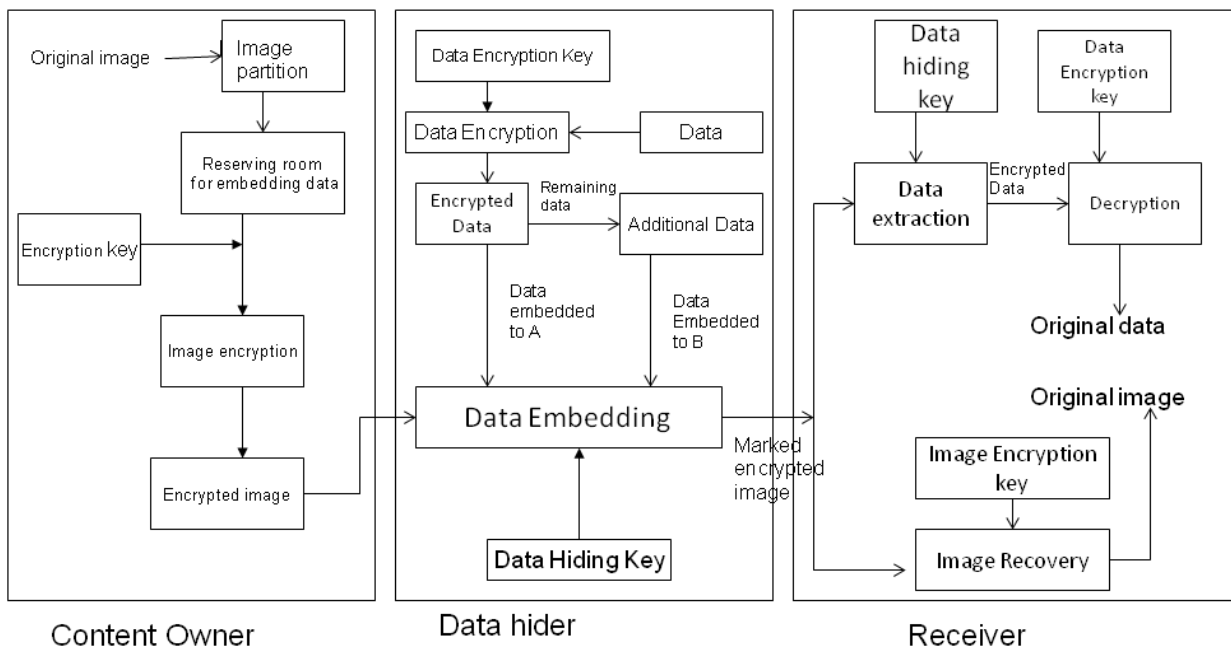 Original image
Image
partition
Reserving room
for embedding data
Encryption key
Image encryption
Encrypted image
Content Owner
Data Encryption Key
Data Encryption
Data
Encrypted
Data
Remaining
data
Additional Data
Data
embedded
to A
Data
Embedded
to B
Data Embedding
Data Hiding Key
Marked
encrypted
image
Data hider
Data
hiding
key
Data
Encryption
key
Data
extraction
Encrypted
Data
Decryption
Original data
Original image
Image Encryption
key
Image Recovery
Receiver